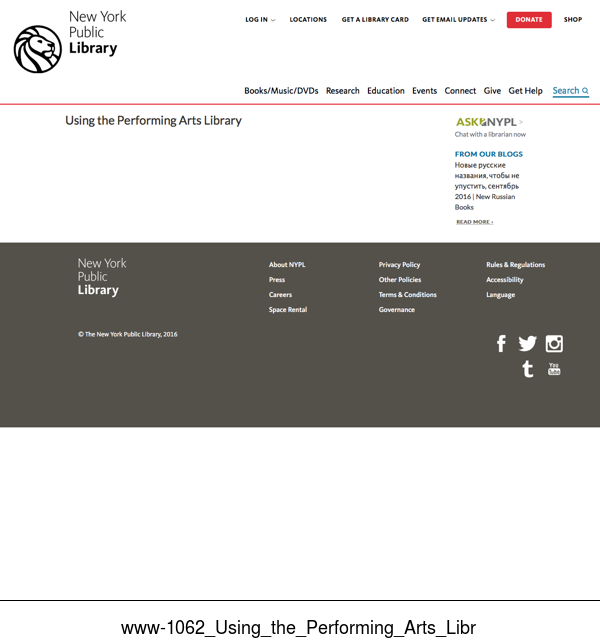 New York
Public
Library
LOG IN
LOCATIONS
GET A LIBRARY CARD
GET EMAIL UPDATES
DONATE
SHOP
Books/Music/DVDs
Research
Education
Events
Connect
Give
Get Help
Search
Using the Performing Arts Library
ASK NYPL >
Chat with a librarian now
FROM OUR BLOGS
Новые русские
названия, чтобы не
упустить, сентябрь
2016 | New Russian
Books
READ MORE ›
New York
Public
Library
About NYPL
Press
Careers
Space Rental
Privacy Policy
Other Policies
Terms & Conditions
Governance
Rules & Regulations
Accessibility
Language
© The New York Public Library, 2016
f
t
You
Tube
www-1062_Using_the_Performing_Arts_Libr